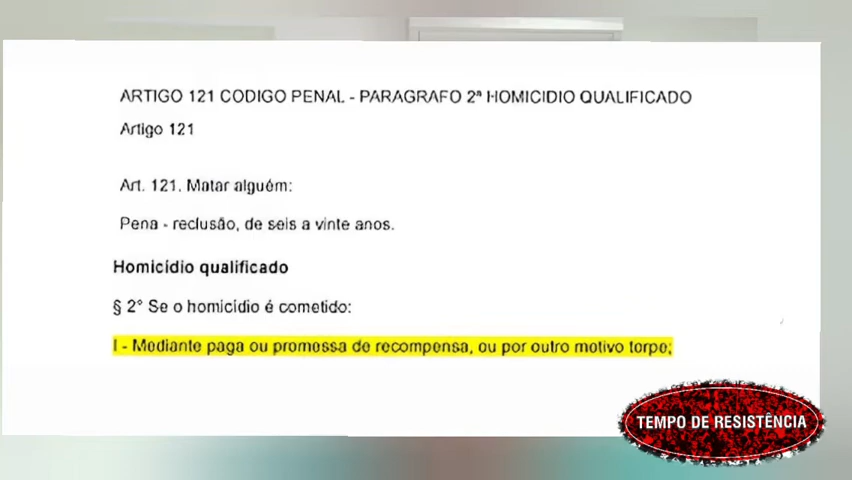 ARTIGO 121 CODIGO PENAL - PARAGRAFO 2ª HOMICIDIO QUALIFICADO
Artigo 121
Art. 121. Matar alguém:
Pena - reclusão, de seis a vinte anos.
Homicídio qualificado
§ 2° Se o homicídio é cometido:
I - Mediante paga ou promessa de recompensa, ou por outro motivo torpe;
TEMPO DE RESISTÊNCIA